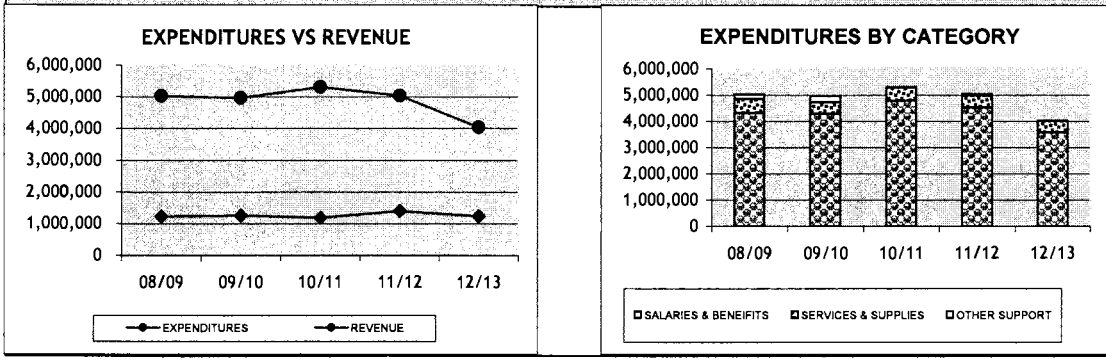 EXPENDITURES VS REVENUE
6,000,000
5,000,000
4,000,000
3,000,000
2,000,000
1,000,000
0
08/09 09/10 10/11 11/12 12/13
EXPENDITURES REVENUE
EXPENDITURES BY CATEGORY
6,000,000
5,000,000
4,000,000
3,000,000
2,000,000
1,000,000
0
08/09 09/10 10/11 11/12 12/13
SALARIES & BENEIFITS SERVICES & SUPPLIES OTHER SUPPORT